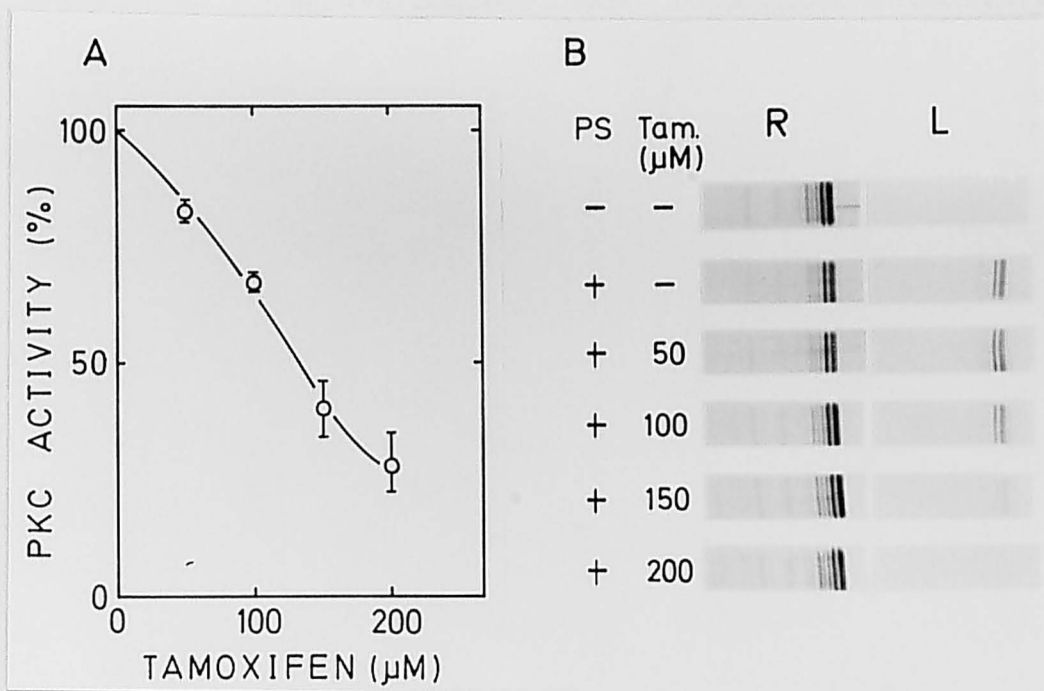 A
PKC ACTIVITY (%)
100
50
0
0 100 200
TAMOXIFEN (µM)
B
PS Tam. (µM) R L
− −
+ −
+ 50
+ 100
+ 150
+ 200